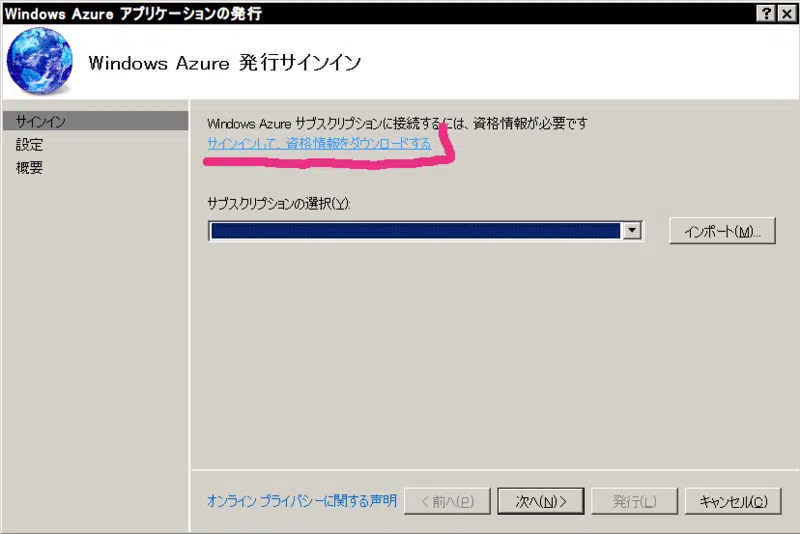 Windows Azure アプリケーションの発行
Windows Azure 発行サインイン
サインイン
設定
概要
Windows Azure サブスクリプションに接続するには、資格情報が必要です
サインインして、資格情報をダウンロードする
サブスクリプションの選択(Y):
インポート(M)...
オンライン プライバシーに関する声明
< 前へ(P)
次へ(N) >
発行(L)
キャンセル(C)